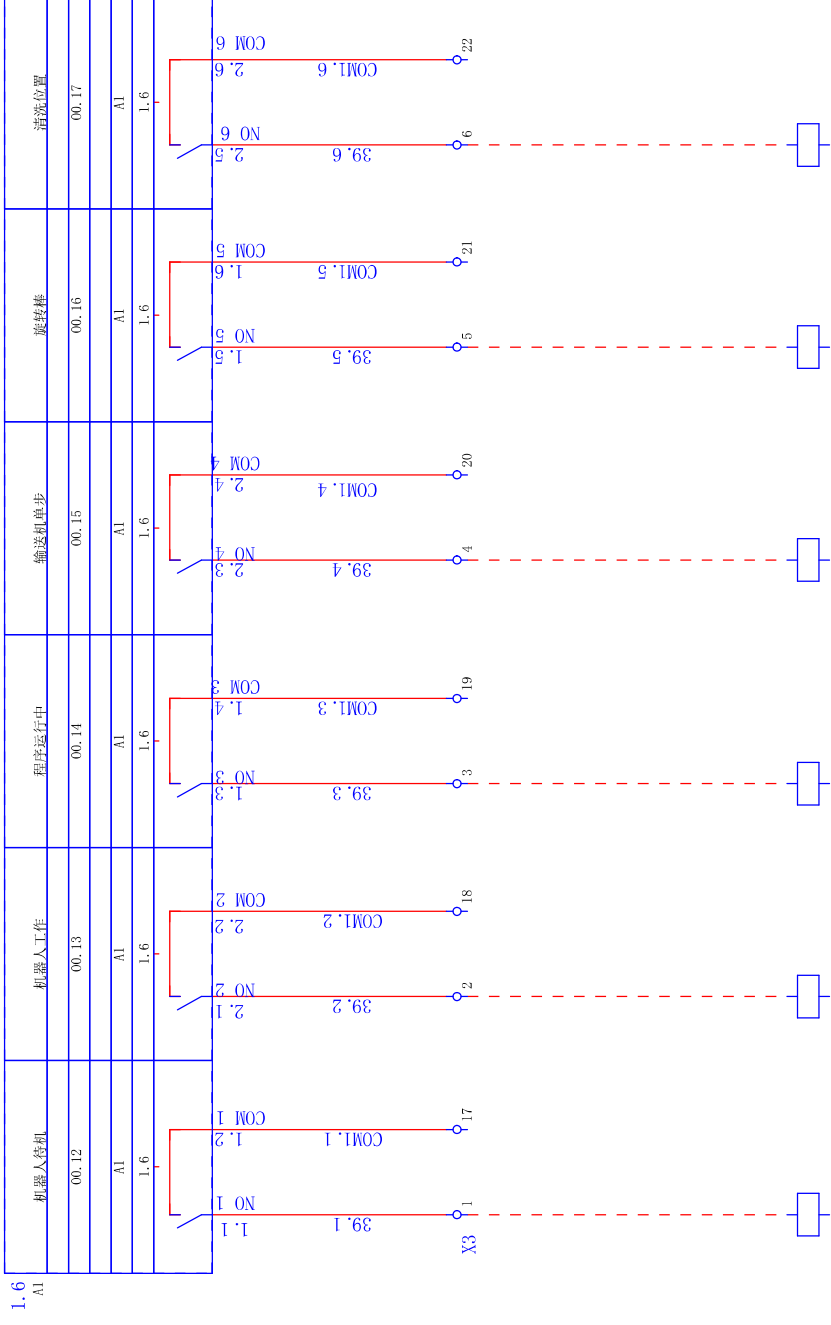 清洗位置
00.17
A1
1.6
COM 6
2.6
COM1.6
22
NO 6
2.5
39.6
6
旋转棒
00.16
A1
1.6
COM 5
1.6
COM1.5
21
NO 5
1.5
39.5
5
输送机单步
00.15
A1
1.6
COM 4
2.4
COM1.4
20
NO 4
2.3
39.4
4
程序运行中
00.14
A1
1.6
COM 3
1.4
COM1.3
19
NO 3
1.3
39.3
3
机器人工作
00.13
A1
1.6
COM 2
2.2
COM1.2
18
NO 2
2.1
39.2
2
机器人待机
00.12
A1
1.6
COM 1
1.2
COM1.1
17
NO 1
1.1
39.1
1
X3
1.6
A1